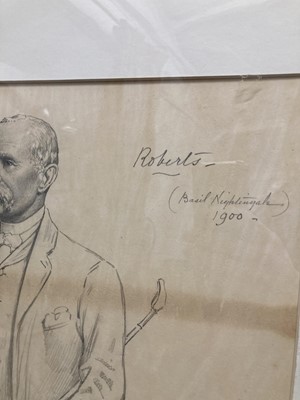 Roberts -
(Basil Nightingale)
1900 -